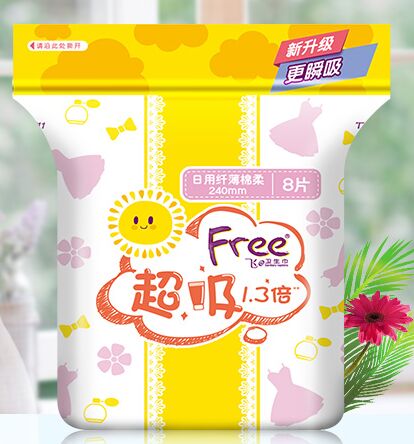 请沿此处撕开
新升级
更瞬吸
日用纤薄棉柔
240mm
8片
Free®
飞e卫生巾
超吸1.3倍